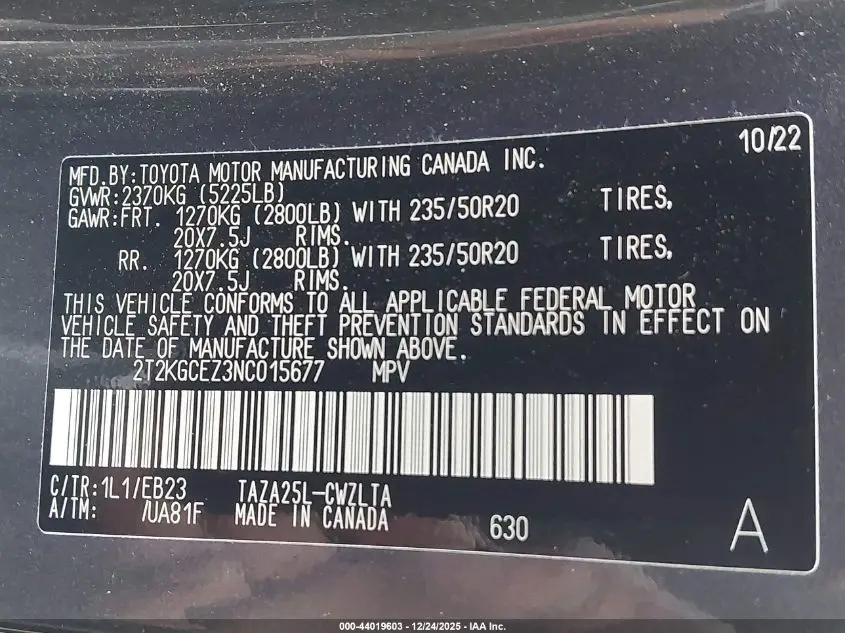 10/22
MFD.BY:TOYOTA MOTOR MANUFACTURING CANADA INC.
GVWR:2370KG (5225LB)
GAWR:FRT. 1270KG (2800LB) WITH 235/50R20 TIRES,
20X7.5J RIMS.
RR. 1270KG (2800LB) WITH 235/50R20 TIRES,
20X7.5J RIMS.
THIS VEHICLE CONFORMS TO ALL APPLICABLE FEDERAL MOTOR
VEHICLE SAFETY AND THEFT PREVENTION STANDARDS IN EFFECT ON
THE DATE OF MANUFACTURE SHOWN ABOVE.
2T2KGCEZ3NC015677 MPV
C/TR:1L1/EB23 TAZA25L-CWZLTA
A/TM: /UA81F MADE IN CANADA 630 A
000-44019603 - 12/24/2025 - IAA Inc.